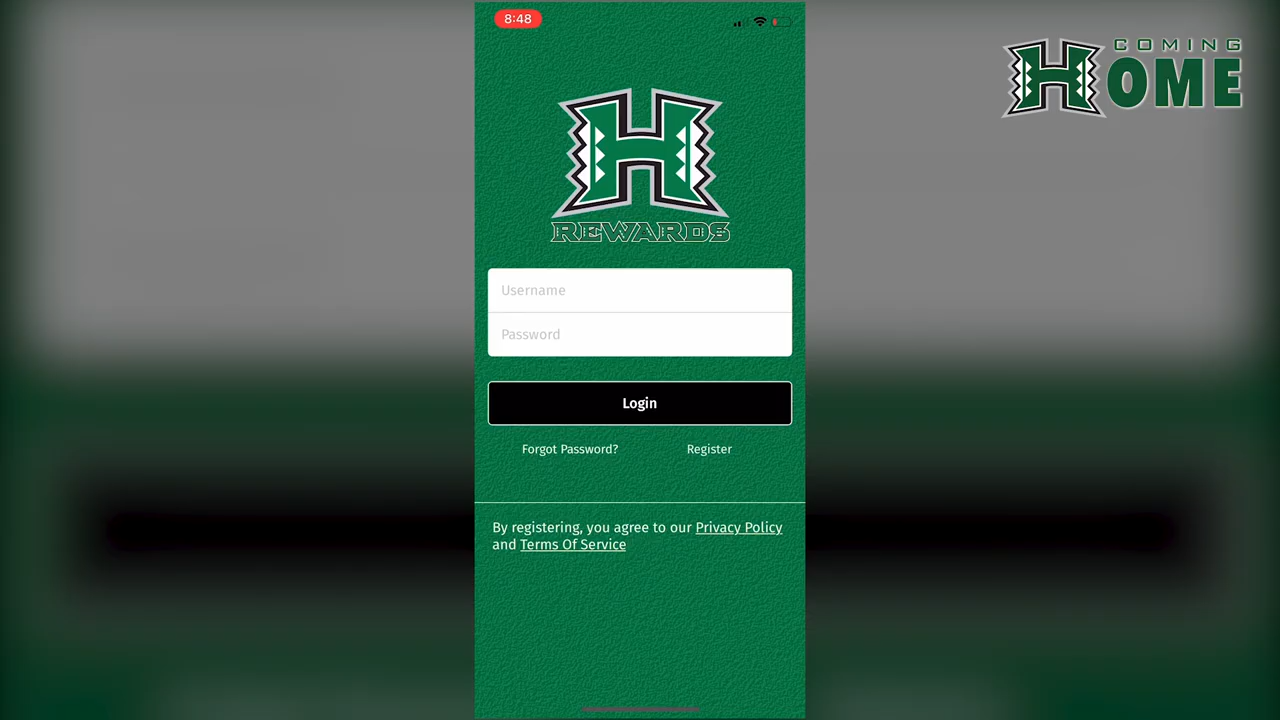 8:48
COMING
HOME
H
REWARDS
Username
Password
Login
Forgot Password?
Register
By registering, you agree to our Privacy Policy
and Terms Of Service